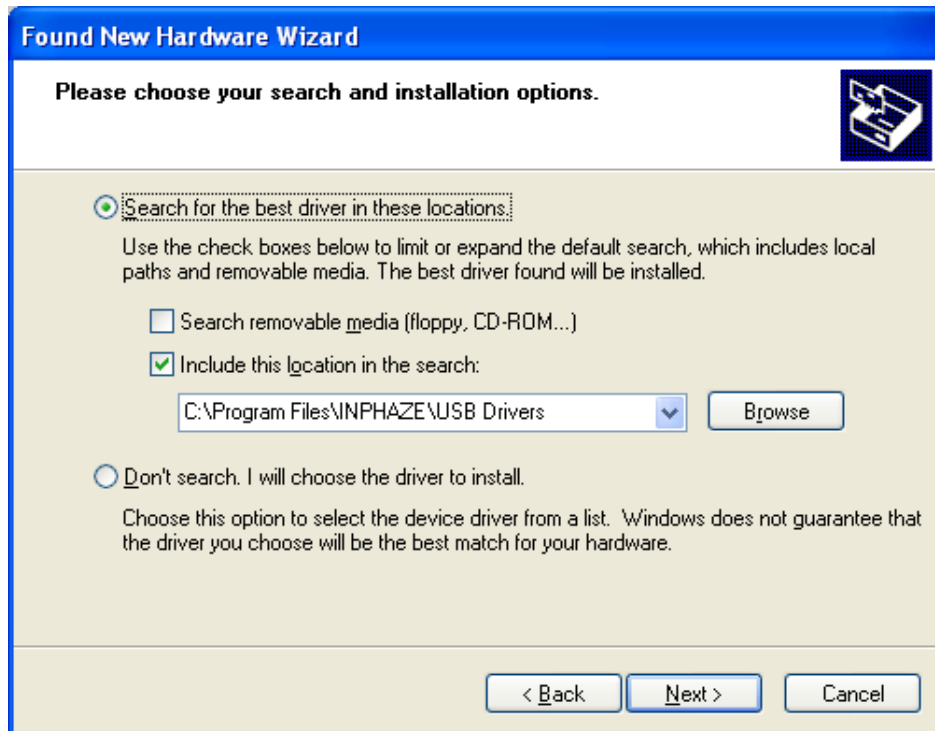 Found New Hardware Wizard
Please choose your search and installation options.
Search for the best driver in these locations.
Use the check boxes below to limit or expand the default search, which includes local
paths and removable media. The best driver found will be installed.
Search removable media (floppy, CD-ROM...)
Include this location in the search:
C:\Program Files\INPHAZE\USB Drivers
Browse
Don't search. I will choose the driver to install.
Choose this option to select the device driver from a list.  Windows does not guarantee that
the driver you choose will be the best match for your hardware.
< Back
Next >
Cancel